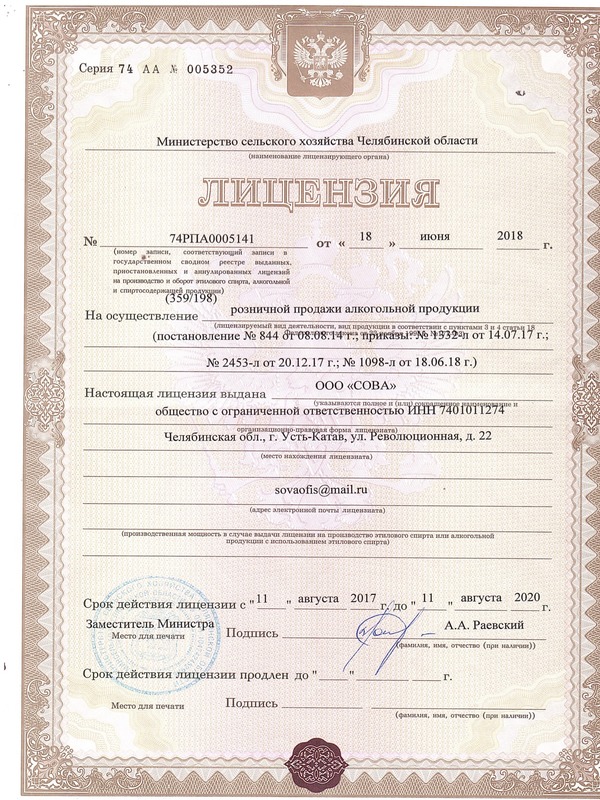 Серия 74 АА № 005352
Министерство сельского хозяйства Челябинской области
(наименование лицензирующего органа)
ЛИЦЕНЗИЯ
№ 74РПА0005141 от « 18 » июня 2018 г.
(номер записи, соответствующий записи в
государственном сводном реестре выданных,
приостановленных и аннулированных лицензий
на производство и оборот этилового спирта, алкогольной
и спиртосодержащей продукции)
(359/198)
На осуществление розничной продажи алкогольной продукции
(лицензируемый вид деятельности, вид продукции в соответствии с пунктами 3 и 4 статьи 18
(постановление № 844 от 08.08.14 г.; приказы: № 1532-л от 14.07.17 г.;
№ 2453-л от 20.12.17 г.; № 1098-л от 18.06.18 г.)
Настоящая лицензия выдана ООО «СОВА»
(указываются полное и (или) сокращенное наименование и
общество с ограниченной ответственностью ИНН 7401011274
организационно-правовая форма лицензиата)
Челябинская обл., г. Усть-Катав, ул. Революционная, д. 22
(место нахождения лицензиата)
sovaofis@mail.ru
(адрес электронной почты лицензиата)
(производственная мощность в случае выдачи лицензии на производство этилового спирта или алкогольной
продукции с использованием этилового спирта)
Срок действия лицензии с "11" августа 2017 г. до "11" августа 2020 г.
Заместитель Министра
Место для печати
Подпись
А.А. Раевский
(фамилия, имя, отчество (при наличии))
Срок действия лицензии продлен до "___" ______ ___ г.
Место для печати
Подпись
(фамилия, имя, отчество (при наличии))